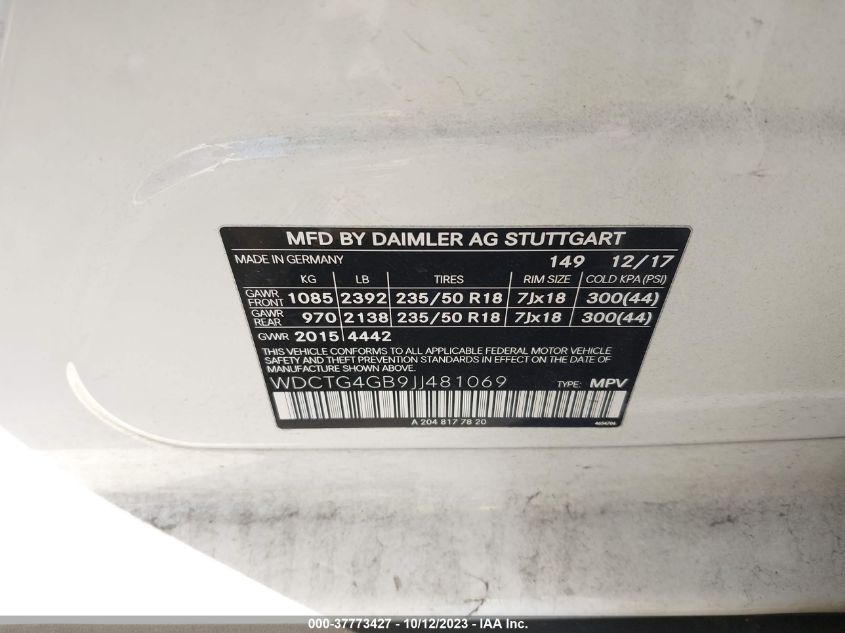 MFD BY DAIMLER AG STUTTGART
MADE IN GERMANY 149 12/17
KG LB TIRES RIM SIZE COLD KPA (PSI)
GAWR FRONT 1085 2392 235/50 R18 7Jx18 300(44)
GAWR REAR 970 2138 235/50 R18 7Jx18 300(44)
GVWR 2015 4442
THIS VEHICLE CONFORMS TO ALL APPLICABLE FEDERAL MOTOR VEHICLE
SAFETY AND THEFT PREVENTION STANDARDS IN EFFECT ON THE DATE OF
MANUFACTURE SHOWN ABOVE.
WDCTG4GB9JJ481069 TYPE: MPV
A 204 817 78 20
000-37773427 - 10/12/2023 - IAA Inc.